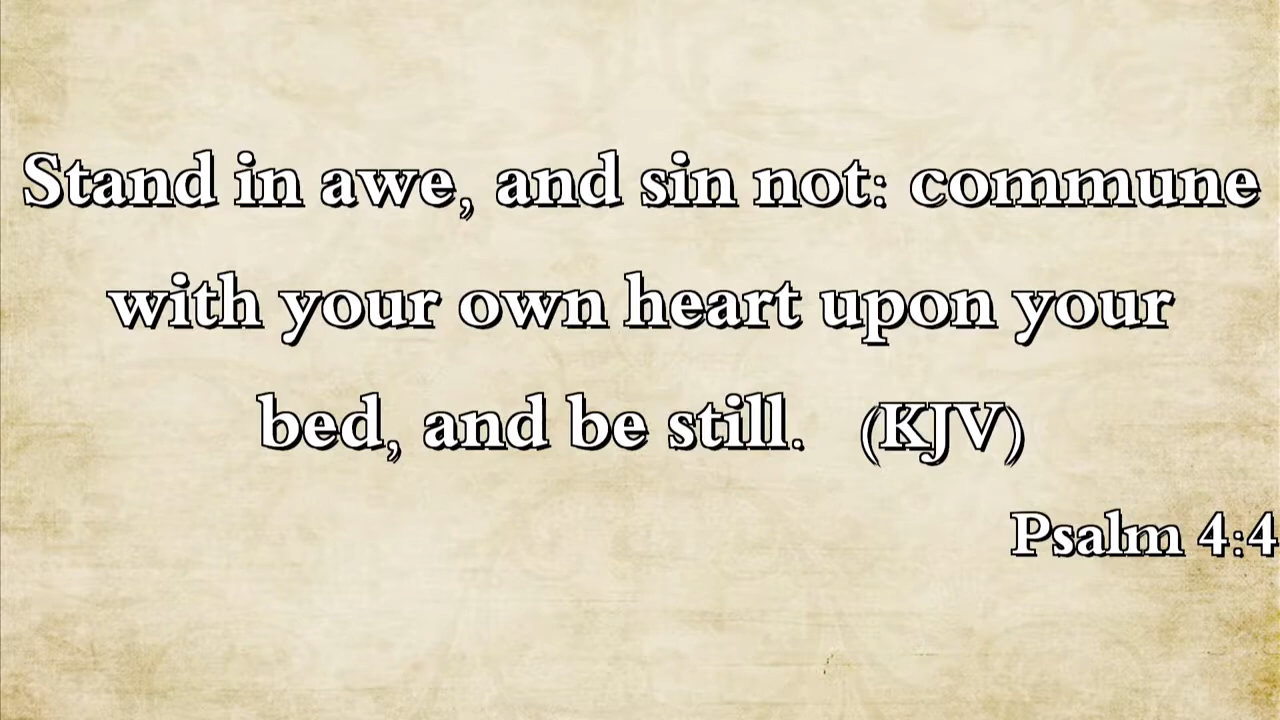 Stand in awe, and sin not: commune
with your own heart upon your
bed, and be still. (KJV)
Psalm 4:4